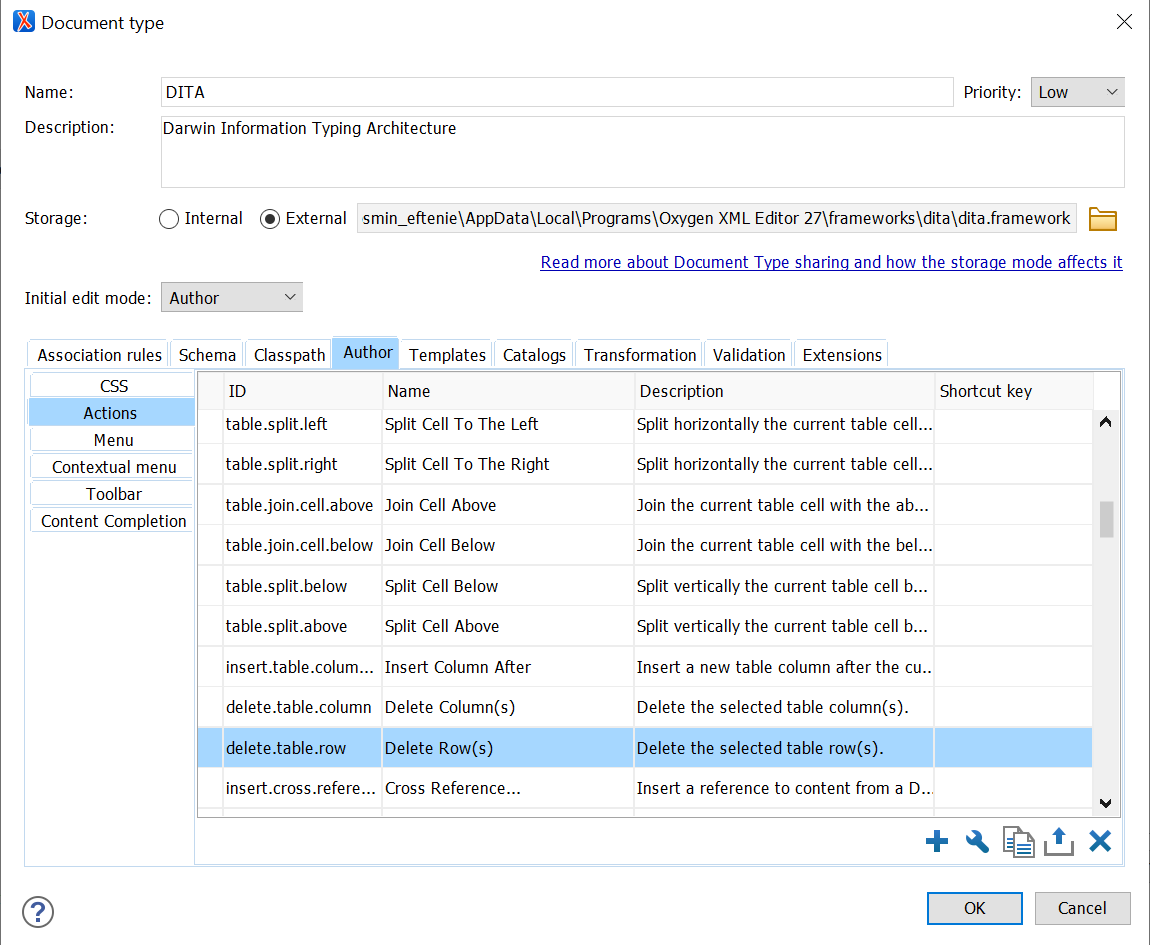 Document type
Name: DITA Priority: Low
Description: Darwin Information Typing Architecture
Storage: Internal External smin_eftenie\AppData\Local\Programs\Oxygen XML Editor 27\frameworks\dita\dita.framework
Read more about Document Type sharing and how the storage mode affects it
Initial edit mode: Author
Association rules Schema Classpath Author Templates Catalogs Transformation Validation Extensions
CSS
Actions
Menu
Contextual menu
Toolbar
Content Completion
ID Name Description Shortcut key
table.split.left Split Cell To The Left Split horizontally the current table cell...
table.split.right Split Cell To The Right Split horizontally the current table cell...
table.join.cell.above Join Cell Above Join the current table cell with the ab...
table.join.cell.below Join Cell Below Join the current table cell with the bel...
table.split.below Split Cell Below Split vertically the current table cell b...
table.split.above Split Cell Above Split vertically the current table cell b...
insert.table.colum... Insert Column After Insert a new table column after the cu...
delete.table.column Delete Column(s) Delete the selected table column(s).
delete.table.row Delete Row(s) Delete the selected table row(s).
insert.cross.refere... Cross Reference... Insert a reference to content from a D...
? OK Cancel